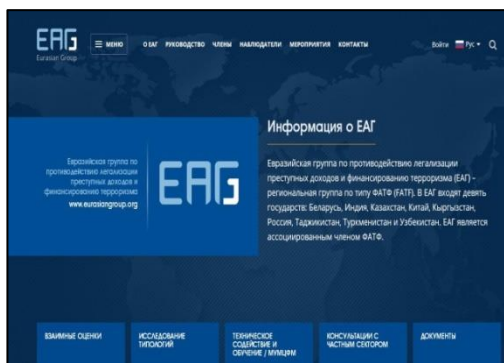 EAG
Eurasian Group
МЕНЮ
О ЕАГ РУКОВОДСТВО ЧЛЕНЫ НАБЛЮДАТЕЛИ МЕРОПРИЯТИЯ КОНТАКТЫ
Войти Рус
Евразийская группа по
противодействию легализации
преступных доходов и
финансированию терроризма
www.eurasiangroup.org
EAG
Информация о ЕАГ
Евразийская группа по противодействию легализации
преступных доходов и финансированию терроризма (ЕАГ) –
региональная группа по типу ФАТФ (FATF). В ЕАГ входят девять
государств: Беларусь, Индия, Казахстан, Китай, Кыргызстан,
Россия, Таджикистан, Туркменистан и Узбекистан. ЕАГ является
ассоциированным членом ФАТФ.
ВЗАИМНЫЕ ОЦЕНКИ
ИССЛЕДОВАНИЕ
ТИПОЛОГИЙ
ТЕХНИЧЕСКОЕ
СОДЕЙСТВИЕ И
ОБУЧЕНИЕ / МУМЦФМ
КОНСУЛЬТАЦИИ С
ЧАСТНЫМ СЕКТОРОМ
ДОКУМЕНТЫ